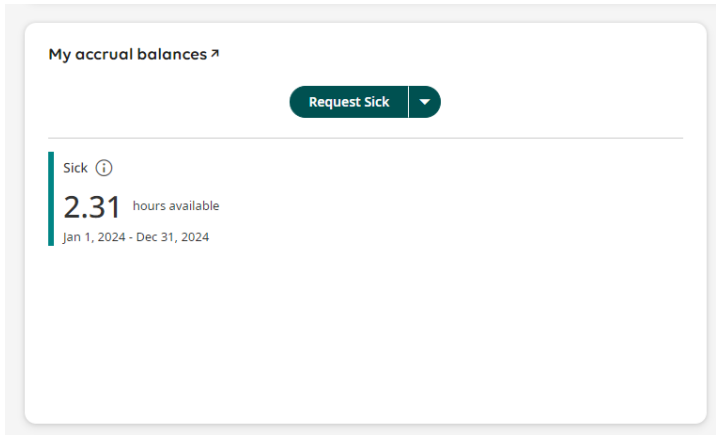 My accrual balances ↗
Request Sick
Sick
2.31 hours available
Jan 1, 2024 - Dec 31, 2024